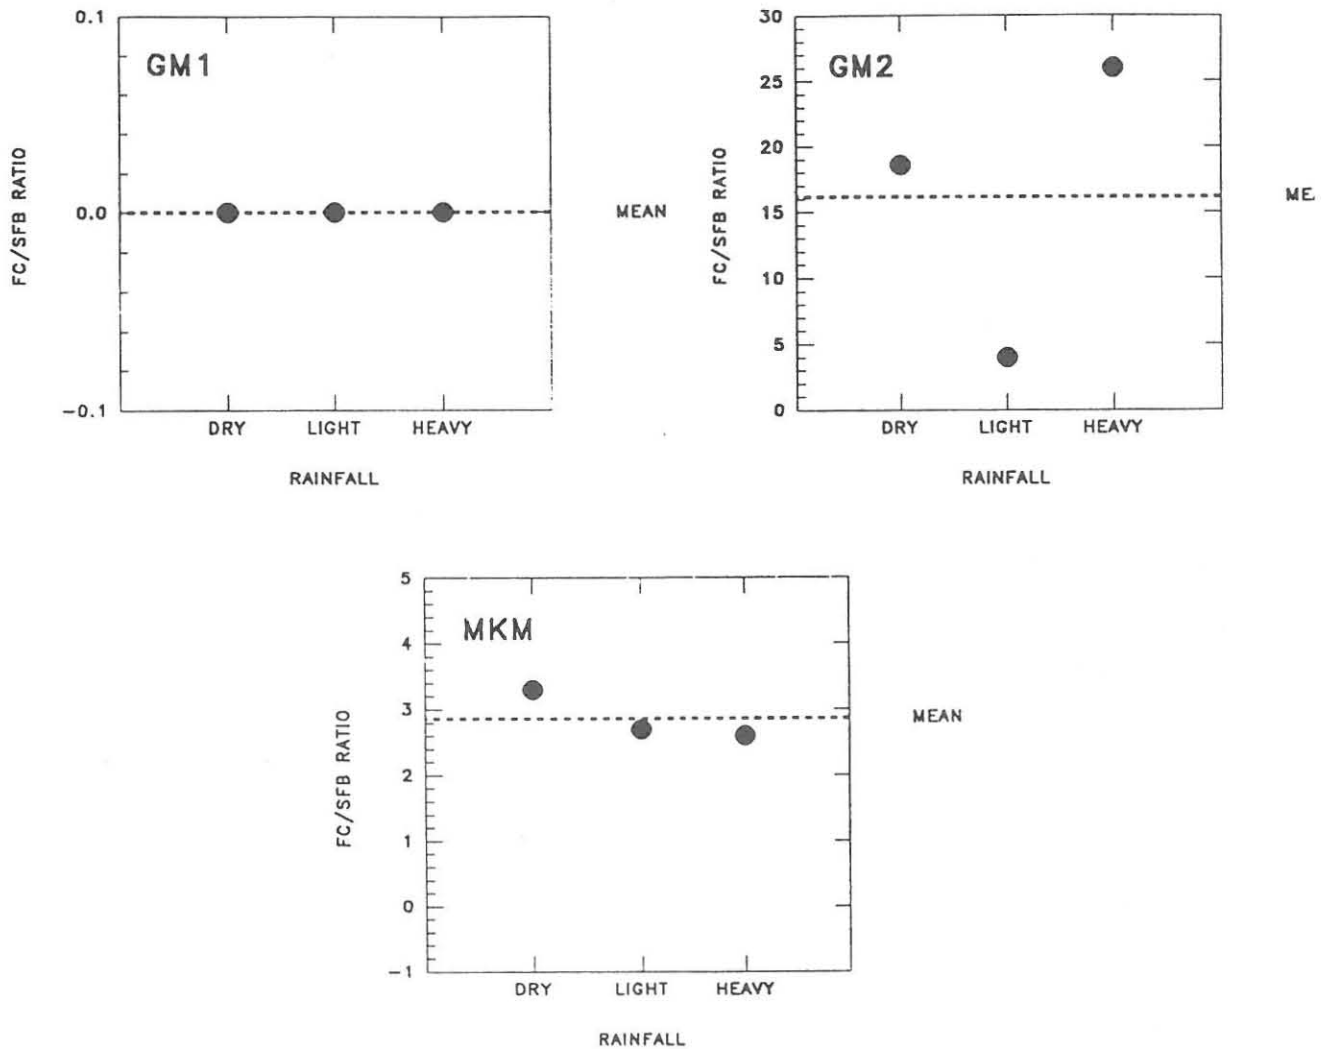 0.1
GM1
FC/SFB RATIO
0.0
MEAN
-0.1
DRY LIGHT HEAVY
RAINFALL
30
GM2
25
20
FC/SFB RATIO
15
ME
10
5
0
DRY LIGHT HEAVY
RAINFALL
5
MKM
4
3
MEAN
FC/SFB RATIO
2
1
0
-1
DRY LIGHT HEAVY
RAINFALL